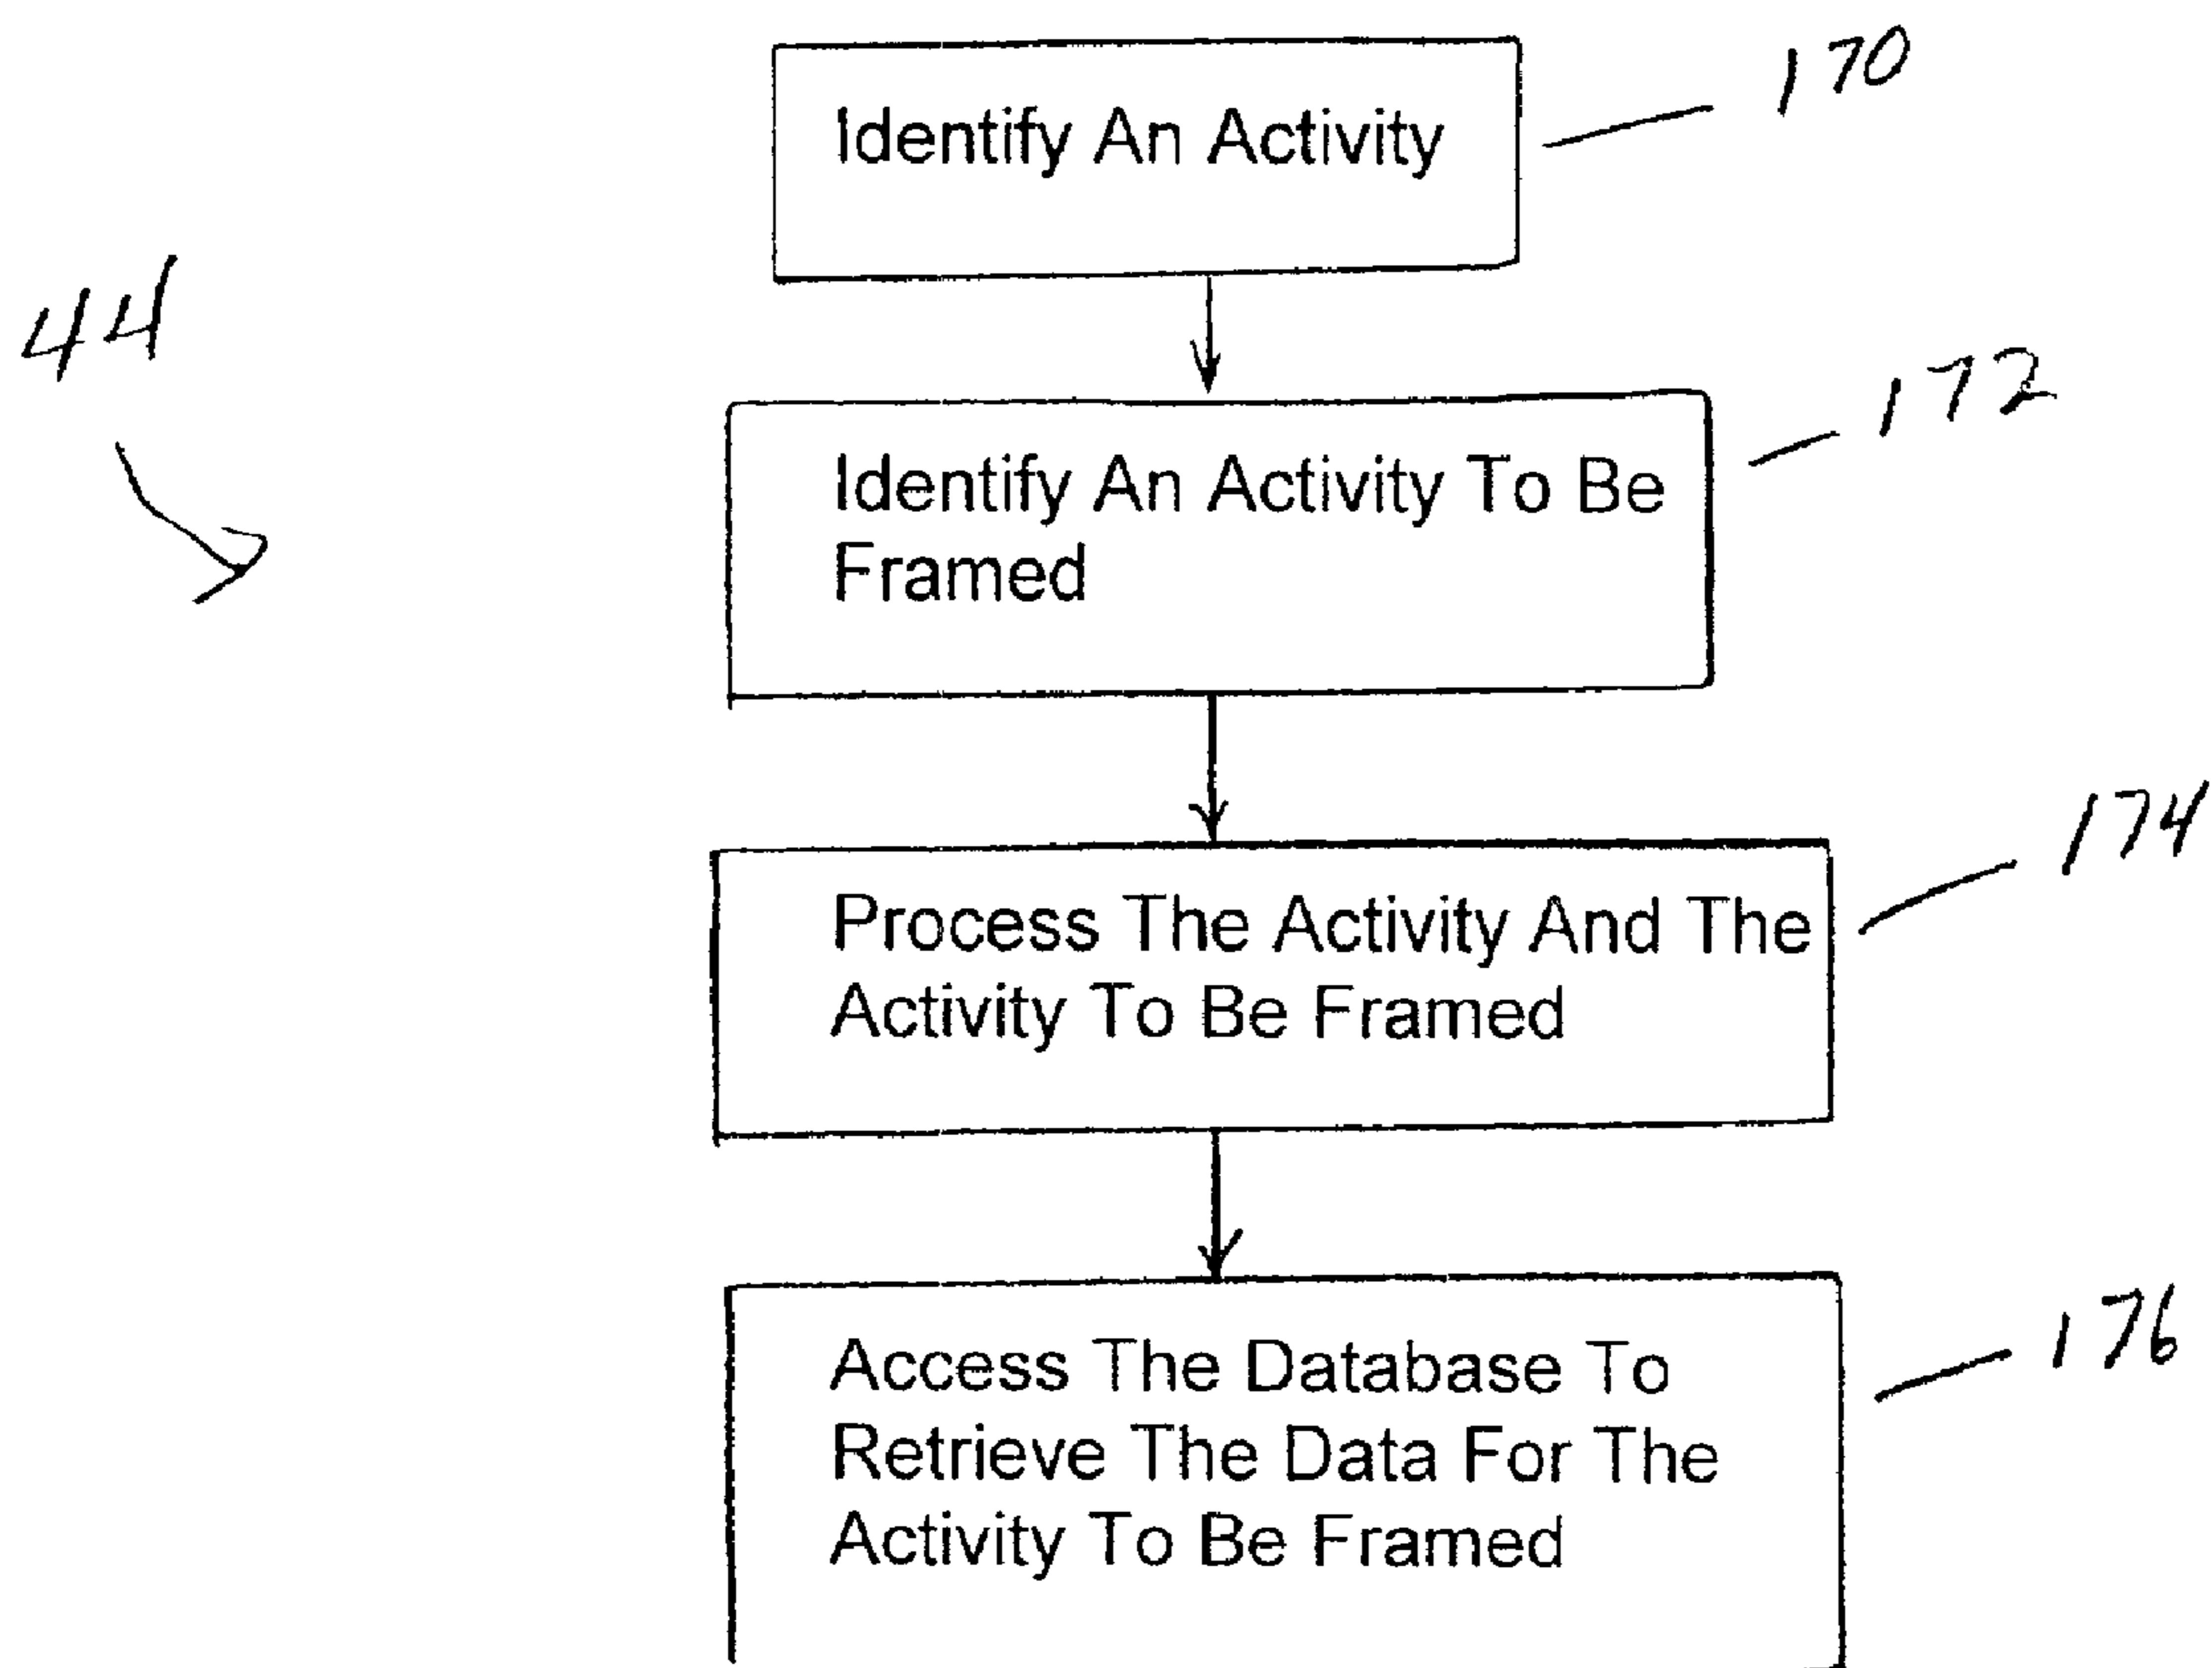 Identify An Activity
170
44
Identify An Activity To Be
Framed
172
Process The Activity And The
Activity To Be Framed
174
Access The Database To
Retrieve The Data For The
Activity To Be Framed
176